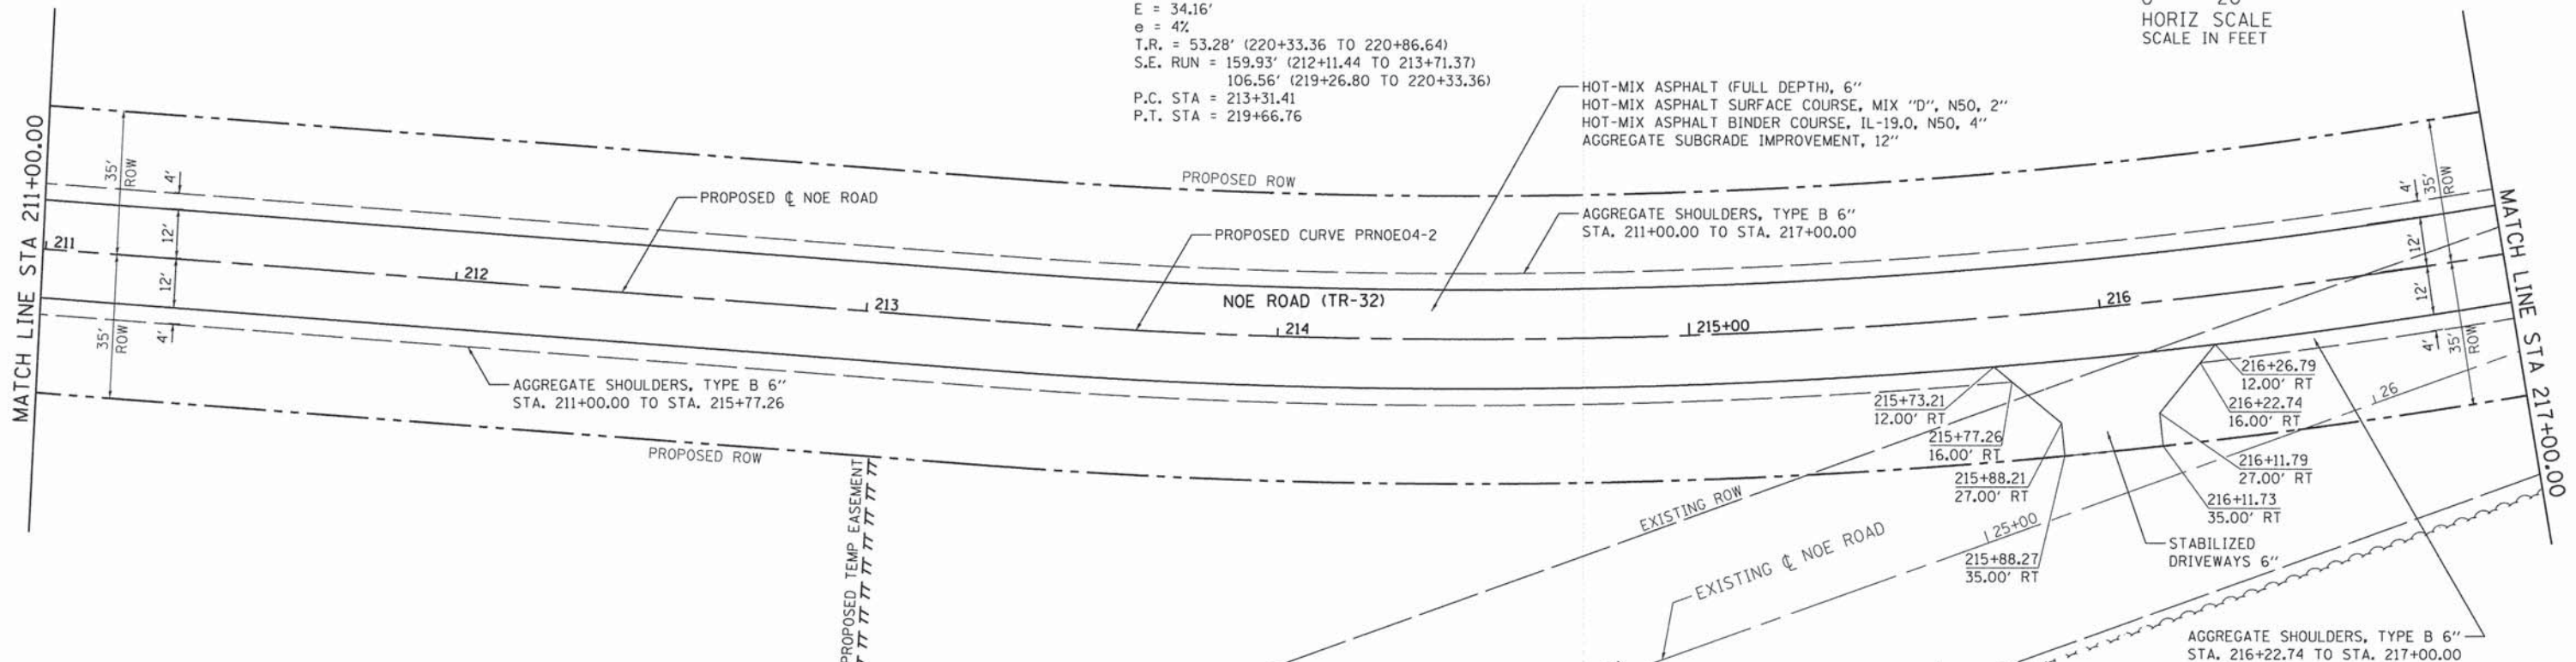 E = 34.16'
e = 4%
T.R. = 53.28' (220+33.36 TO 220+86.64)
S.E. RUN = 159.93' (212+11.44 TO 213+71.37)
106.56' (219+26.80 TO 220+33.36)
P.C. STA = 213+31.41
P.T. STA = 219+66.76
HORIZ SCALE
SCALE IN FEET
HOT-MIX ASPHALT (FULL DEPTH), 6"
HOT-MIX ASPHALT SURFACE COURSE, MIX "D", N50, 2"
HOT-MIX ASPHALT BINDER COURSE, IL-19.0, N50, 4"
AGGREGATE SUBGRADE IMPROVEMENT, 12"
MATCH LINE STA 211+00.00
35'
ROW
4'
12'
12'
35'
ROW
4'
PROPOSED ROW
PROPOSED ℄ NOE ROAD
PROPOSED CURVE PRNOE04-2
AGGREGATE SHOULDERS, TYPE B 6"
STA. 211+00.00 TO STA. 217+00.00
211
212
213
NOE ROAD (TR-32)
214
215+00
216
4'
35'
ROW
12'
12'
4'
35'
ROW
MATCH LINE STA 217+00.00
AGGREGATE SHOULDERS, TYPE B 6"
STA. 211+00.00 TO STA. 215+77.26
PROPOSED ROW
PROPOSED TEMP EASEMENT
215+73.21
12.00' RT
215+77.26
16.00' RT
215+88.21
27.00' RT
215+88.27
35.00' RT
216+26.79
12.00' RT
216+22.74
16.00' RT
216+11.79
27.00' RT
216+11.73
35.00' RT
26
EXISTING ROW
25+00
EXISTING ℄ NOE ROAD
STABILIZED
DRIVEWAYS 6"
AGGREGATE SHOULDERS, TYPE B 6"
STA. 216+22.74 TO STA. 217+00.00